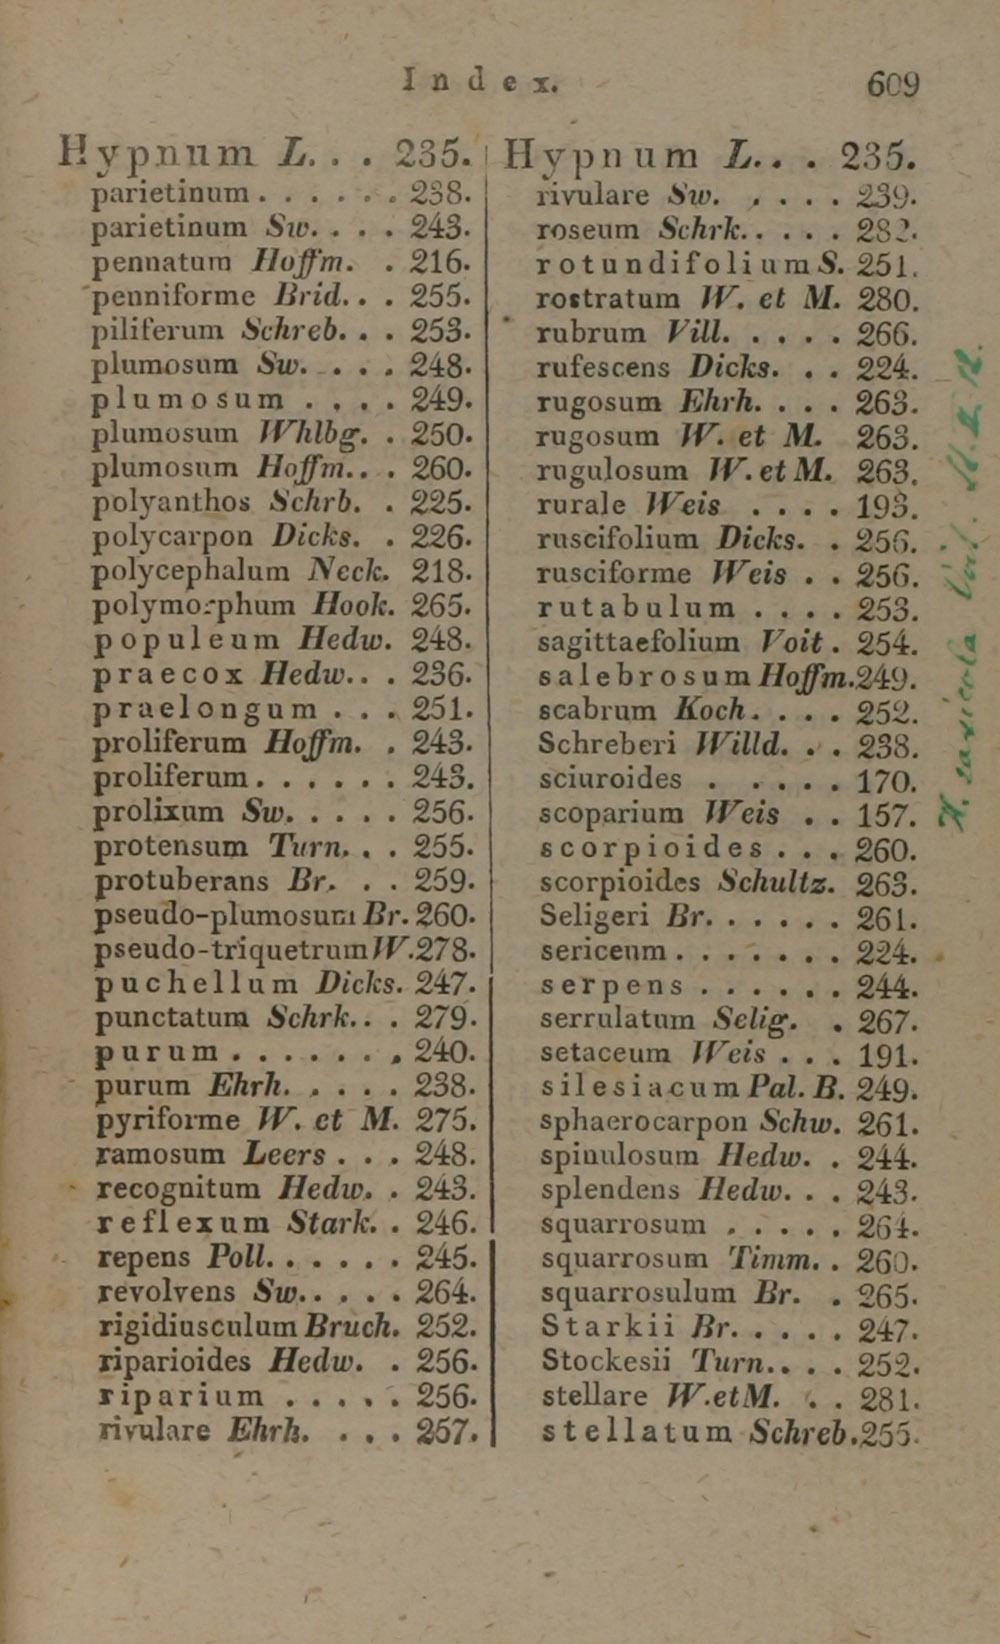 Index.
609
Hypnum L. . . 235.
parietinum . . . . . . 238.
parietinum Sw. . . . 243.
pennatum Hoffm. . 216.
penniforme Brid. . . 255.
piliferum Schreb. . . 253.
plumosum Sw. . . . . 248.
plumosum . . . . 249.
plumosum Whlbg. . 250.
plumosum Hoffm. . . 260.
polyanthos Schrb. . 225.
polycarpon Dicks. . 226.
polycephalum Neck. 218.
polymorphum Hook. 265.
populeum Hedw. 248.
praecox Hedw. . . 236.
praelongum . . . 251.
proliferum Hoffm. . 243.
proliferum . . . . . . 243.
prolixum Sw. . . . . 256.
protensum Turn. . . 255.
protuberans Br. . . 259.
pseudo-plumosum Br. 260.
pseudo-triquetrum W. 278.
puchellum Dicks. 247.
punctatum Schrk. . . 279.
purum . . . . . . . 240.
purum Ehrh. . . . . 238.
pyriforme W. et M. 275.
ramosum Leers . . . 248.
recognitum Hedw. . 243.
reflexum Stark. . 246.
repens Poll. . . . . . 245.
revolvens Sw. . . . . 264.
rigidiusculum Bruch. 252.
riparioides Hedw. . 256.
riparium . . . . . 256.
rivulare Ehrh. . . . 257.
Hypnum L. . . 235.
rivulare Sw. . . . . 239.
roseum Schrk. . . . . 282.
rotundifolium S. 251.
rostratum W. et M. 280.
rubrum Vill. . . . . 266.
rufescens Dicks. . . 224.
rugosum Ehrh. . . . 263.
rugosum W. et M. 263.
rugulosum W. et M. 263.
rurale Weis . . . . 193.
ruscifolium Dicks. . 256.
rusciforme Weis . . 256.
rutabulum . . . . 253.
sagittaefolium Voit . 254.
salebrosum Hoffm. 249.
scabrum Koch . . . . 252.
Schreberi Willd. . . 238.
sciuroides . . . . . 170.
scoparium Weis . . 157.
scorpioides . . . 260.
scorpioides Schultz. 263.
Seligeri Br. . . . . . 261.
sericeum . . . . . . . 224.
serpens . . . . . . 244.
serrulatum Selig. . 267.
setaceum Weis . . . 191.
silesiacum Pal. B. 249.
sphaerocarpon Schw. 261.
spinulosum Hedw. . 244.
splendens Hedw. . . 243.
squarrosum . . . . . 264.
squarrosum Timm. . 260.
squarrosulum Br. . 265.
Starkii Br. . . . . 247.
Stockesii Turn. . . . 252.
stellare W. et M. . . 281.
stellatum Schreb. 255.
H. saxicola